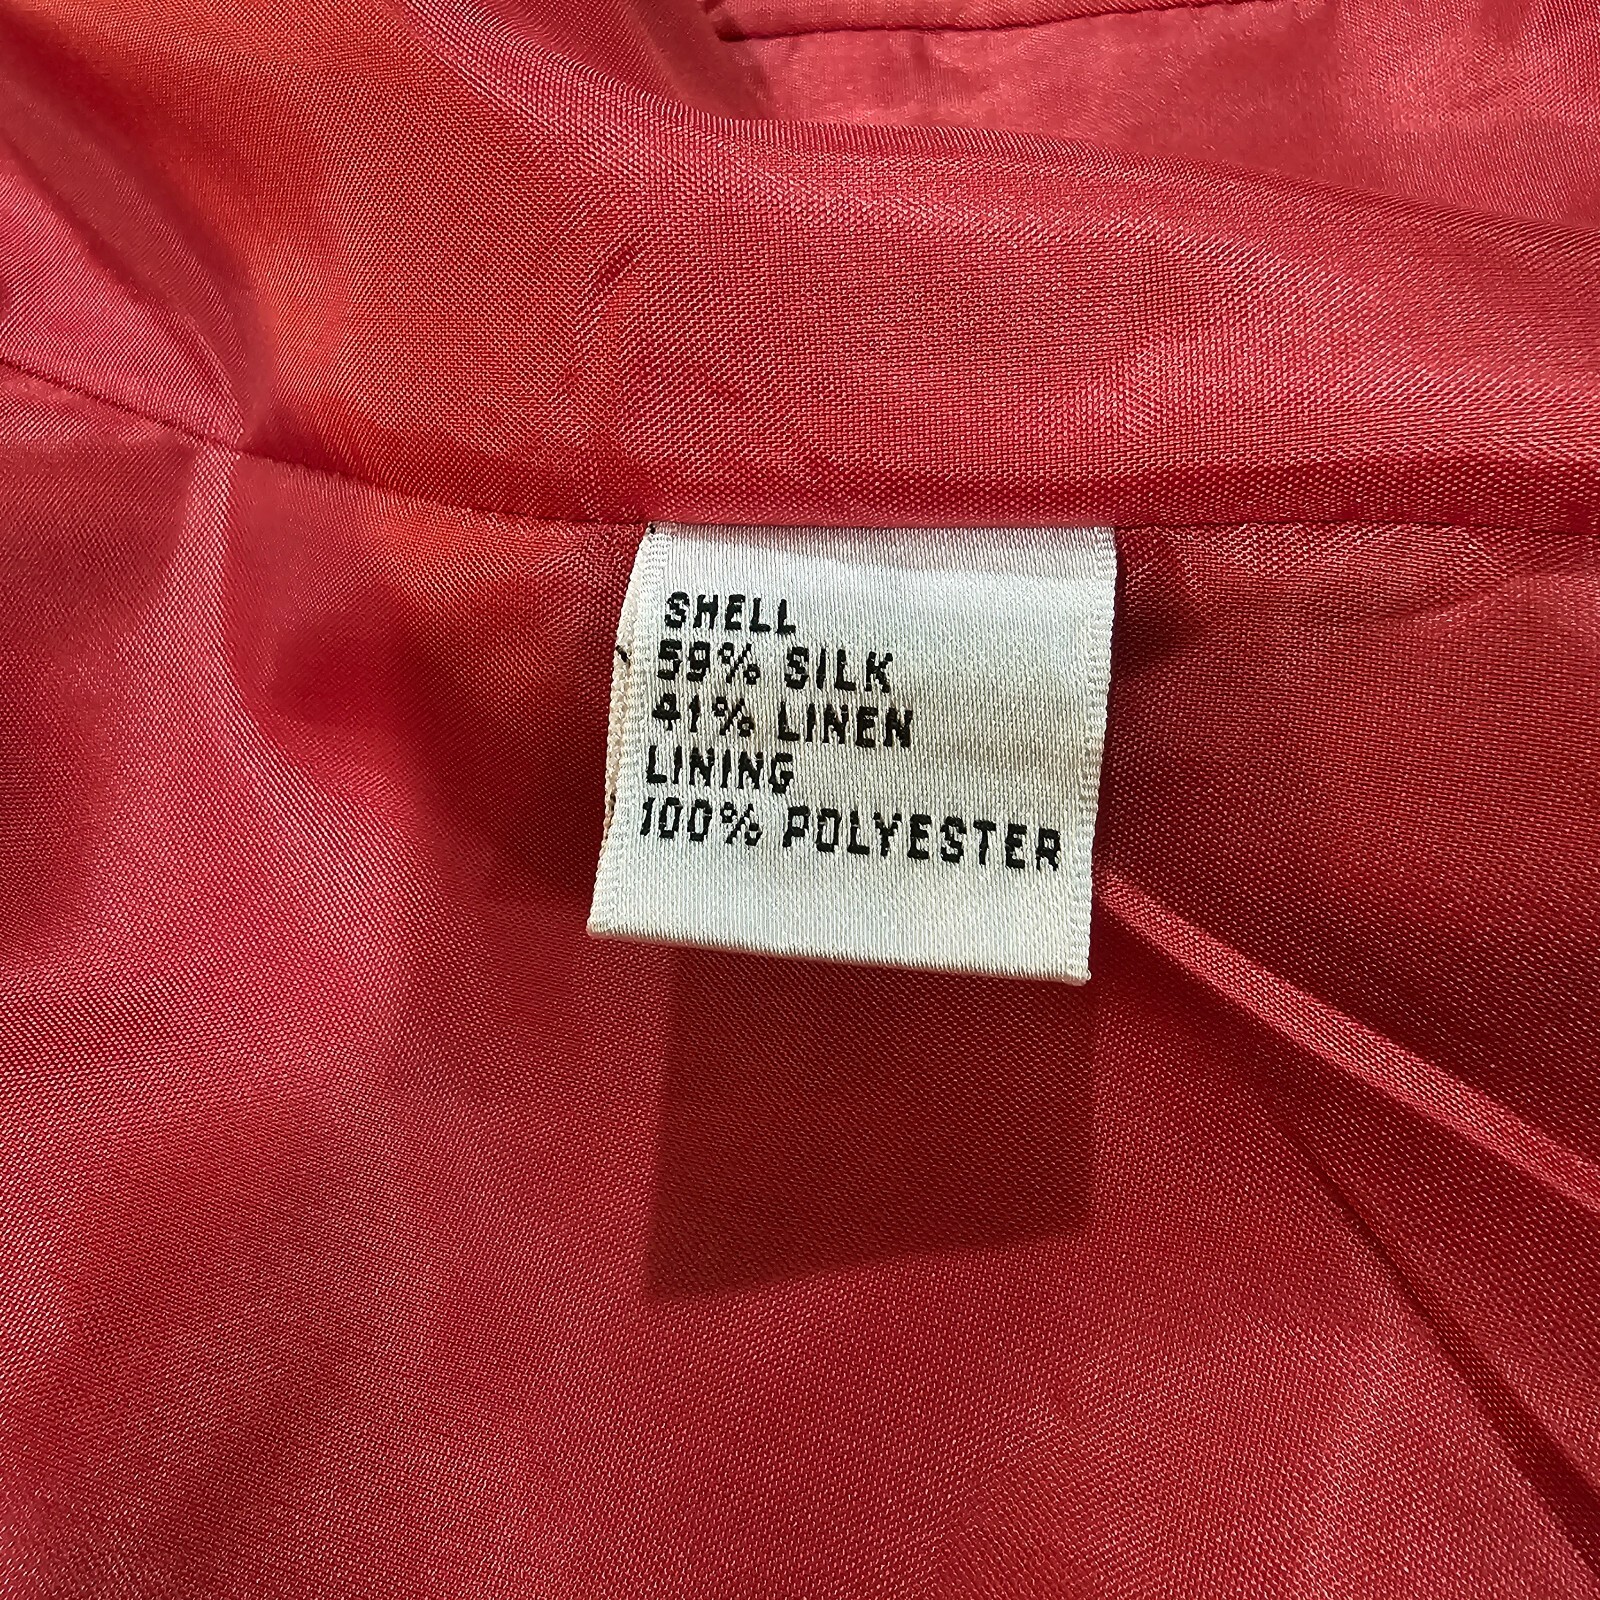 SHELL
59% SILK
41% LINEN
LINING
100% POLYESTER